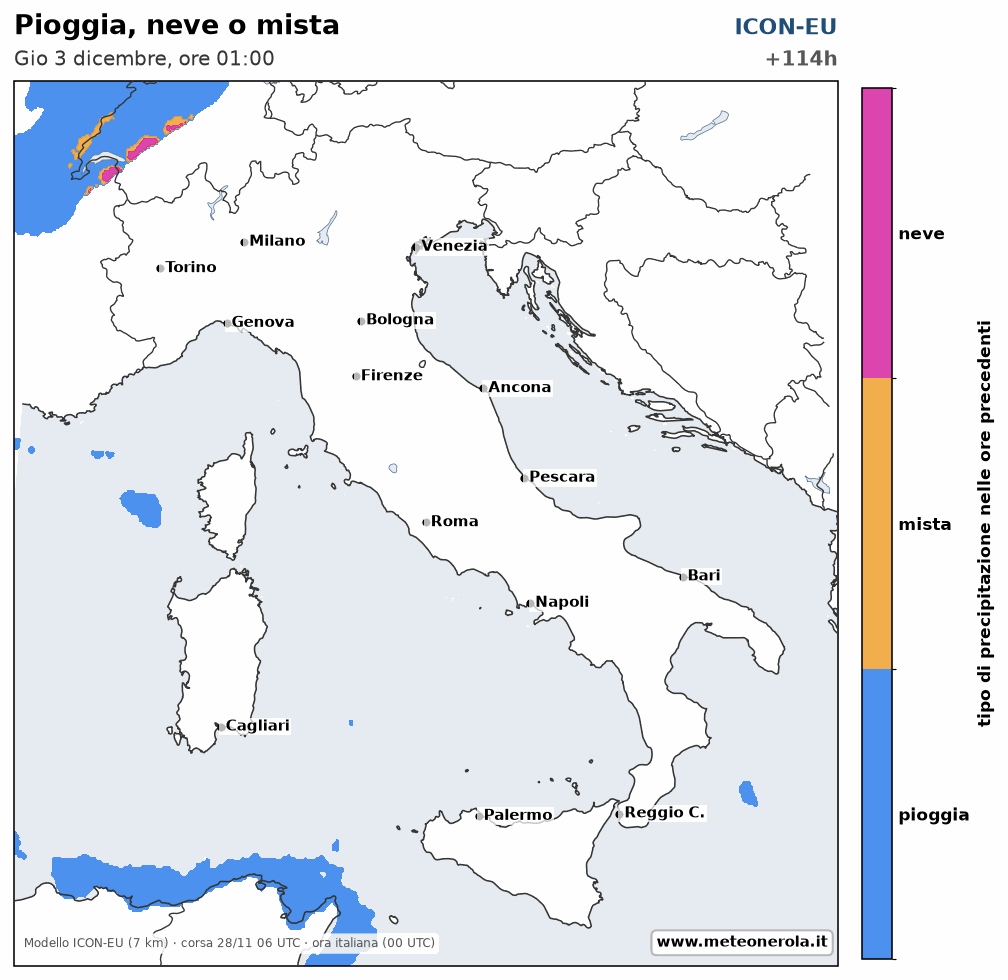 Pioggia, neve o mista
ICON-EU
Gio 3 dicembre, ore 01:00
+114h
neve
Milano
Venezia
Torino
Bologna
Genova
Firenze
Ancona
Pescara
Roma
mista
Bari
Napoli
tipo di precipitazione nelle ore precedenti
Cagliari
Palermo
Reggio C.
pioggia
Modello ICON-EU (7 km) · corsa 28/11 06 UTC · ora italiana (00 UTC)
www.meteonerola.it